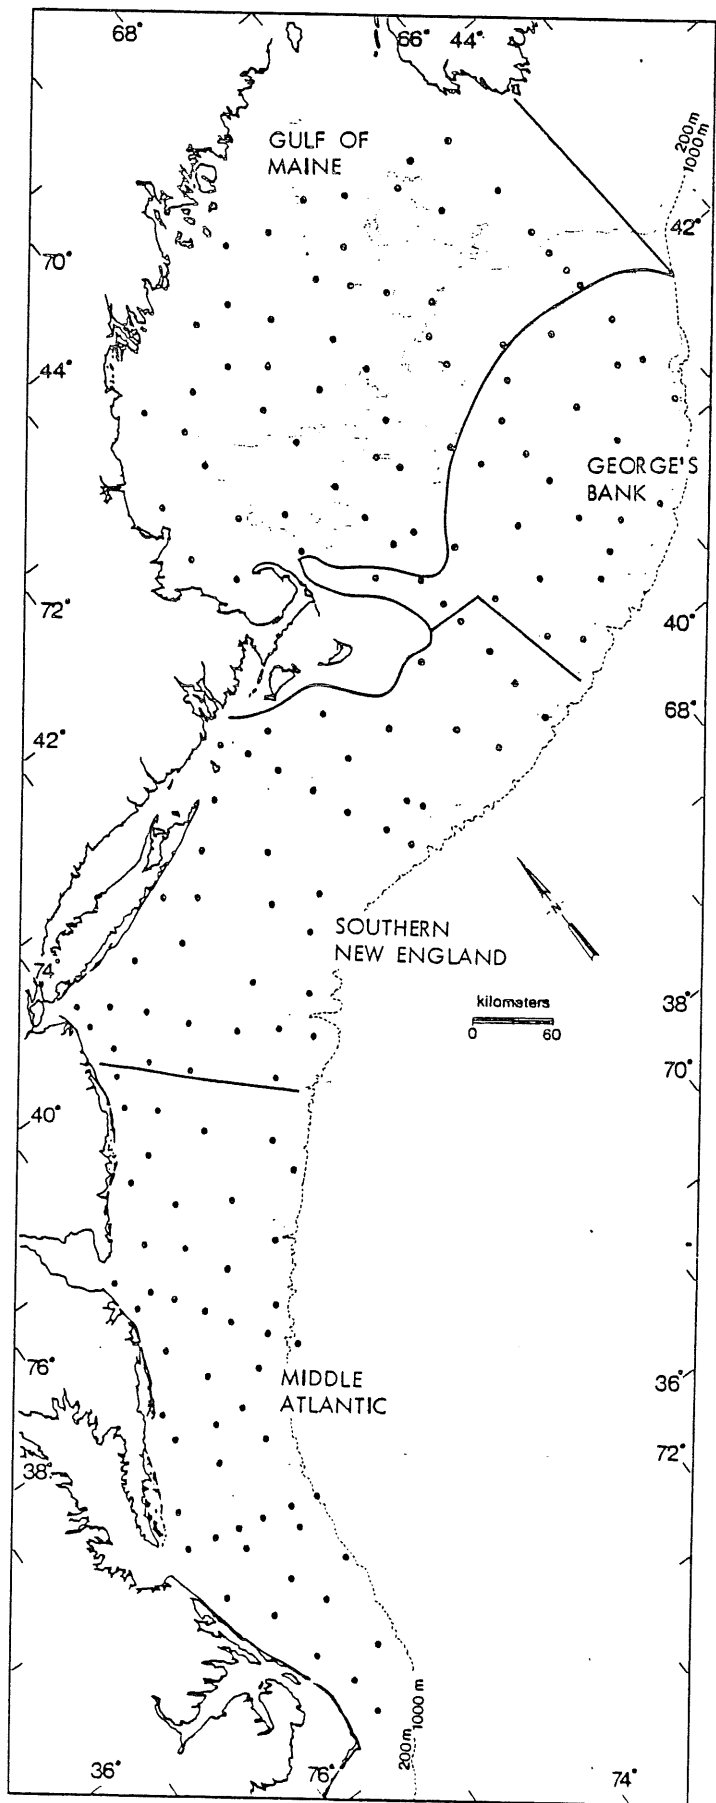 68°
66° 44°
GULF OF
MAINE
200m
1000m
42°
70°
44°
GEORGE'S
BANK
72°
40°
68°
42°
SOUTHERN
NEW ENGLAND
74°
kilometers
0 60
38°
70°
40°
76°
MIDDLE
ATLANTIC
36°
72°
38°
200m 1000m
36°
76°
74°